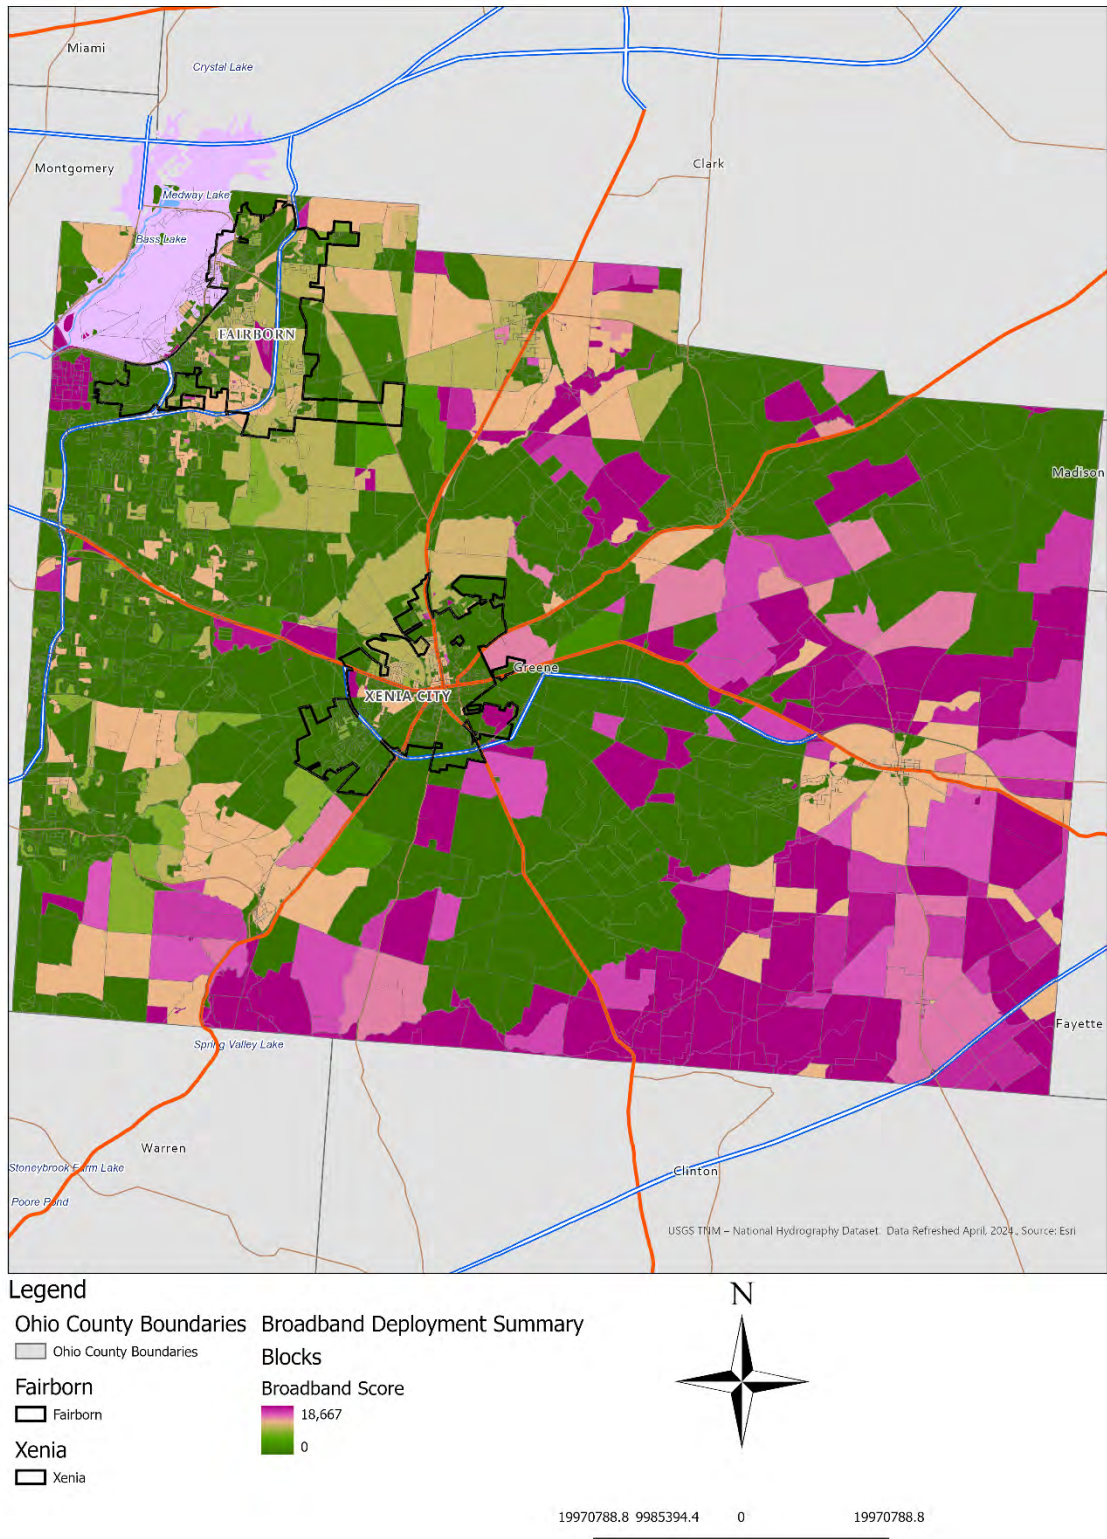 Miami
Crystal Lake
Montgomery
Clark
Medway Lake
Bass Lake
FAIRBORN
Madison
Greene
XENIA CITY
Fayette
Spring Valley Lake
Warren
Stoneybrook Farm Lake
Clinton
Poore Pond
USGS TNM – National Hydrography Dataset. Data Refreshed April, 2024., Source: Esri
Legend
Ohio County Boundaries
Ohio County Boundaries
Fairborn
Fairborn
Xenia
Xenia
Broadband Deployment Summary
Blocks
Broadband Score
18,667
0
N
19970788.8 9985394.4 0 19970788.8